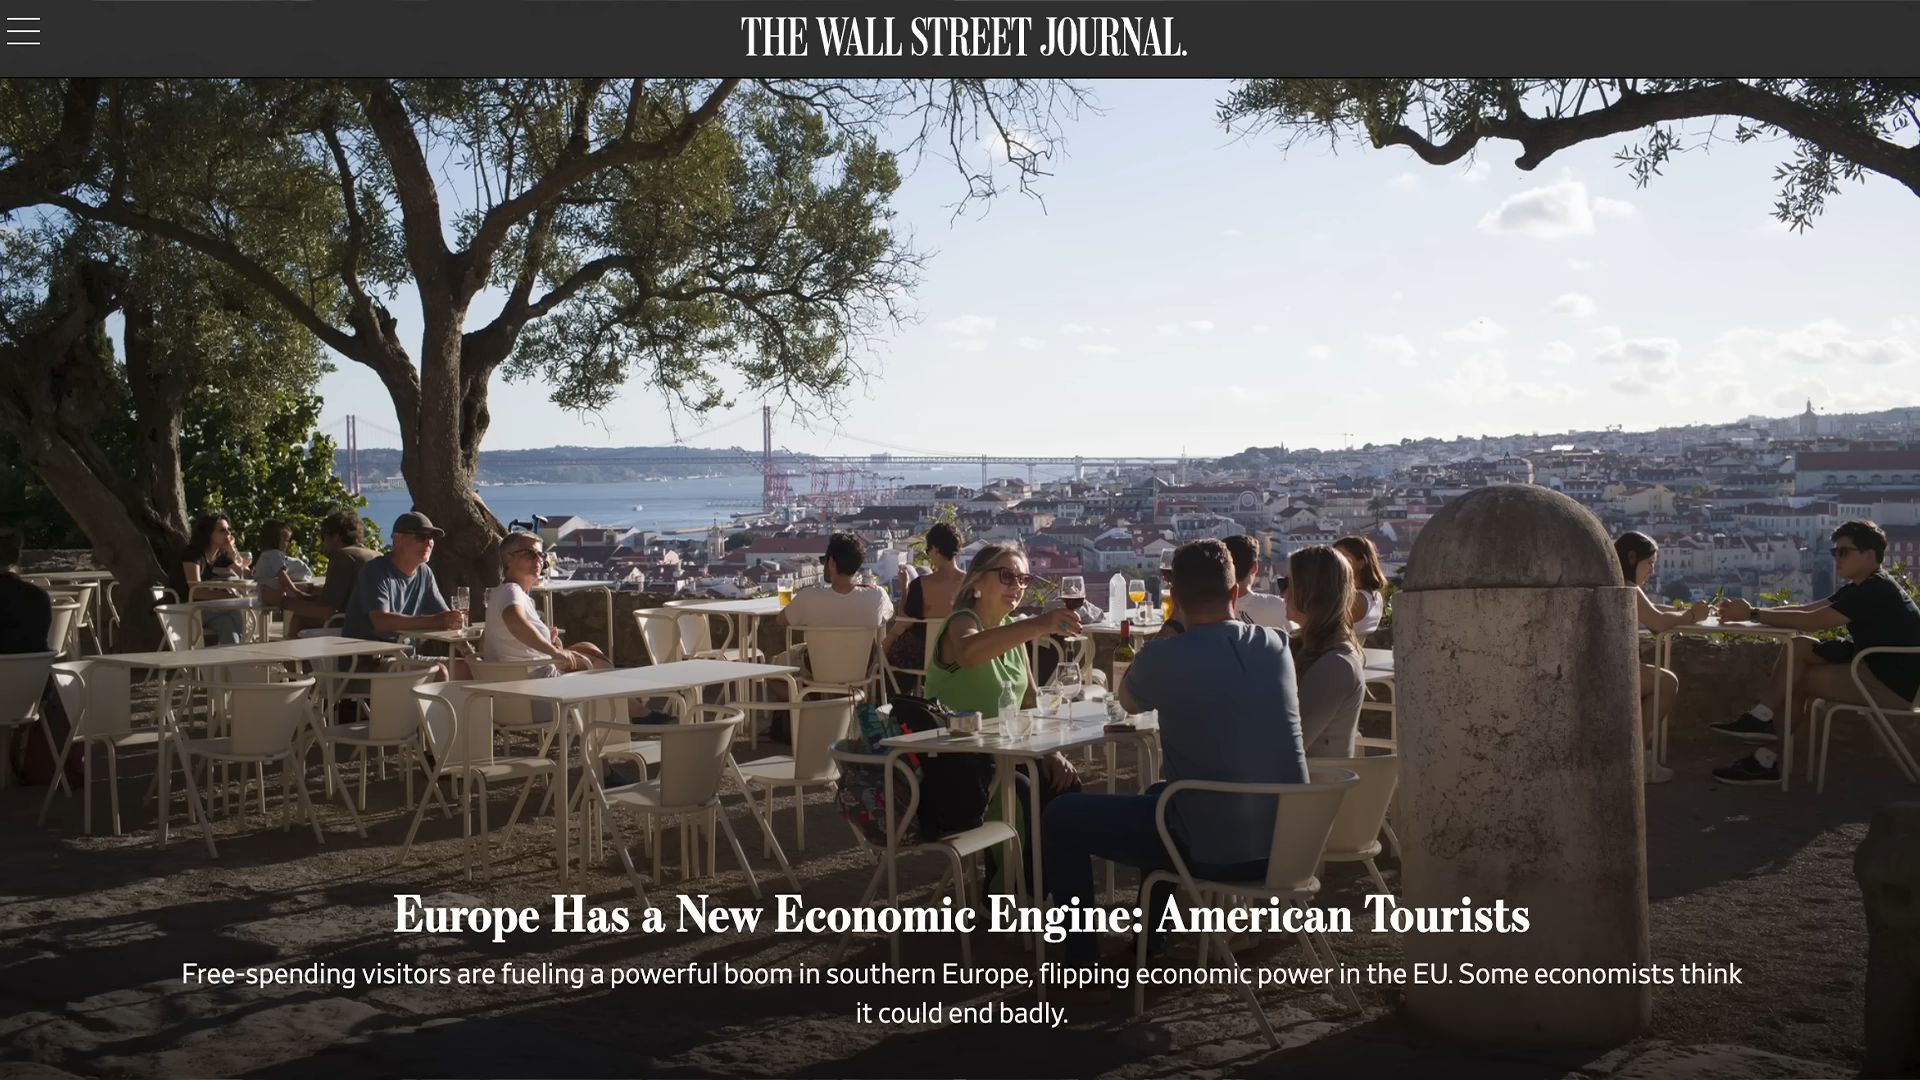 THE WALL STREET JOURNAL.
Europe Has a New Economic Engine: American Tourists
Free-spending visitors are fueling a powerful boom in southern Europe, flipping economic power in the EU. Some economists think
it could end badly.